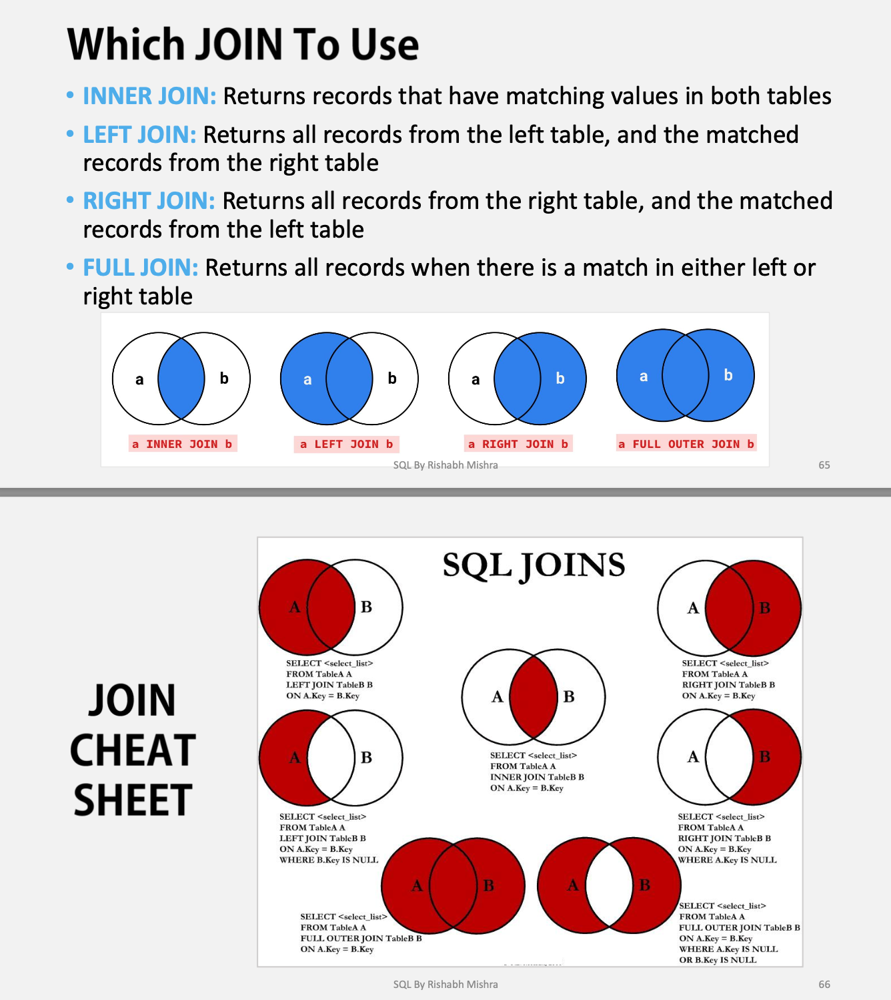 Which JOIN To Use
• INNER JOIN: Returns records that have matching values in both tables
• LEFT JOIN: Returns all records from the left table, and the matched
records from the right table
• RIGHT JOIN: Returns all records from the right table, and the matched
records from the left table
• FULL JOIN: Returns all records when there is a match in either left or
right table
a b
a b
a b
a b
a INNER JOIN b
a LEFT JOIN b
a RIGHT JOIN b
a FULL OUTER JOIN b
SQL By Rishabh Mishra
65
JOIN
CHEAT
SHEET
SQL JOINS
A B
SELECT <select_list>
FROM TableA A
LEFT JOIN TableB B
ON A.Key = B.Key
A B
SELECT <select_list>
FROM TableA A
RIGHT JOIN TableB B
ON A.Key = B.Key
A B
SELECT <select_list>
FROM TableA A
INNER JOIN TableB B
ON A.Key = B.Key
A B
SELECT <select_list>
FROM TableA A
LEFT JOIN TableB B
ON A.Key = B.Key
WHERE B.Key IS NULL
A B
SELECT <select_list>
FROM TableA A
RIGHT JOIN TableB B
ON A.Key = B.Key
WHERE A.Key IS NULL
A B
SELECT <select_list>
FROM TableA A
FULL OUTER JOIN TableB B
ON A.Key = B.Key
A B
SELECT <select_list>
FROM TableA A
FULL OUTER JOIN TableB B
ON A.Key = B.Key
WHERE A.Key IS NULL
OR B.Key IS NULL
SQL By Rishabh Mishra
66